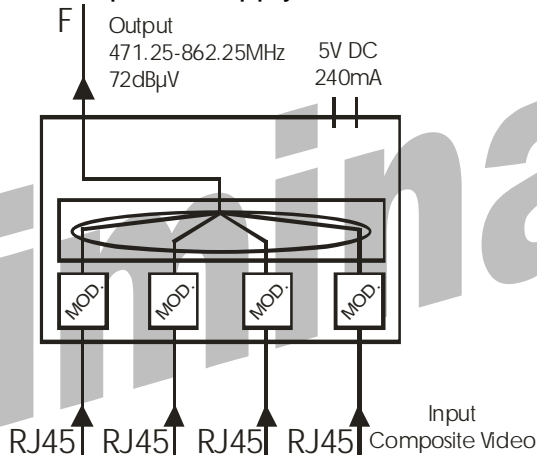 F
Output
471.25-862.25MHz
72dBµV
5V DC
240mA
MOD. MOD. MOD. MOD.
RJ45 RJ45 RJ45 RJ45
Input
Composite Video